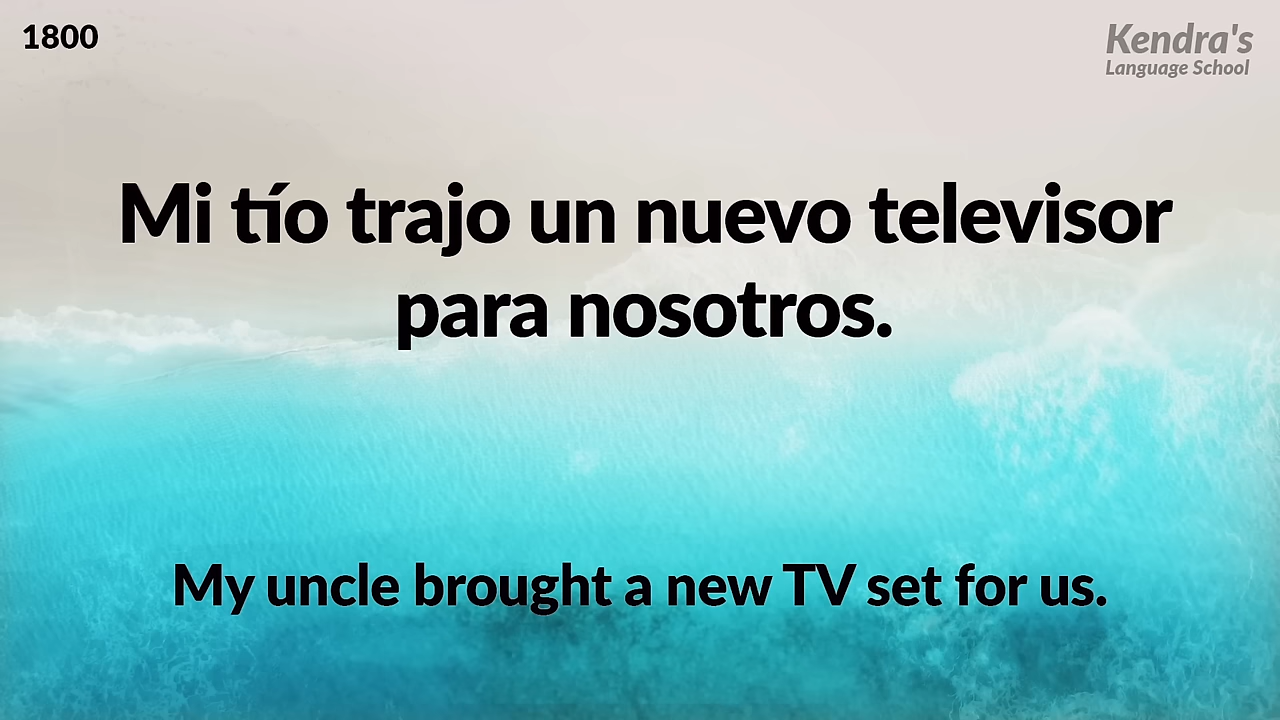 1800
Kendra's
Language School
Mi tío trajo un nuevo televisor
para nosotros.
My uncle brought a new TV set for us.